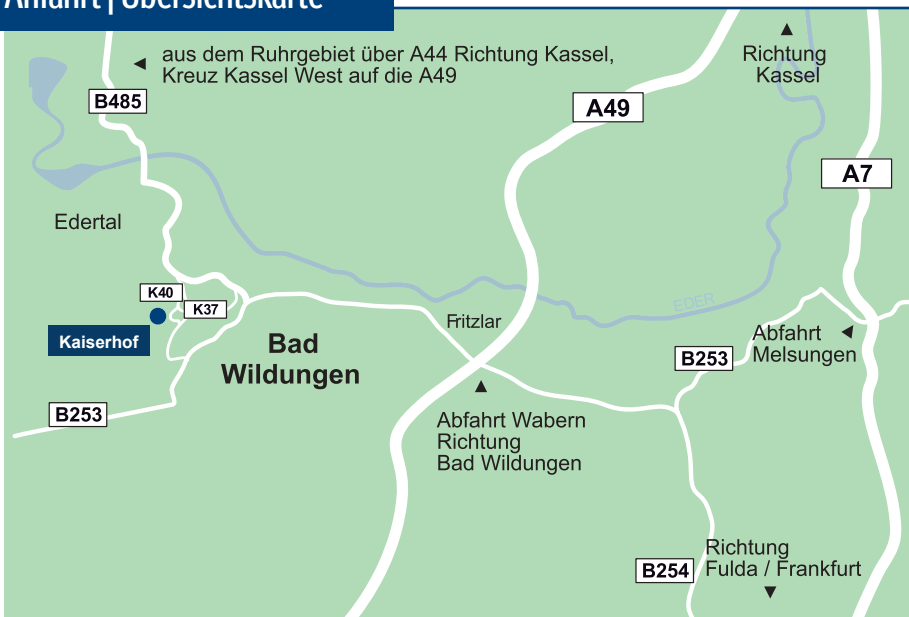 Anfahrt | Übersichtskarte
aus dem Ruhrgebiet über A44 Richtung Kassel,
Kreuz Kassel West auf die A49
Richtung
Kassel
B485
A49
A7
Edertal
K40
K37
EDER
Kaiserhof
Bad
Wildungen
Fritzlar
Abfahrt
Melsungen
B253
B253
Abfahrt Wabern
Richtung
Bad Wildungen
B254
Richtung
Fulda / Frankfurt